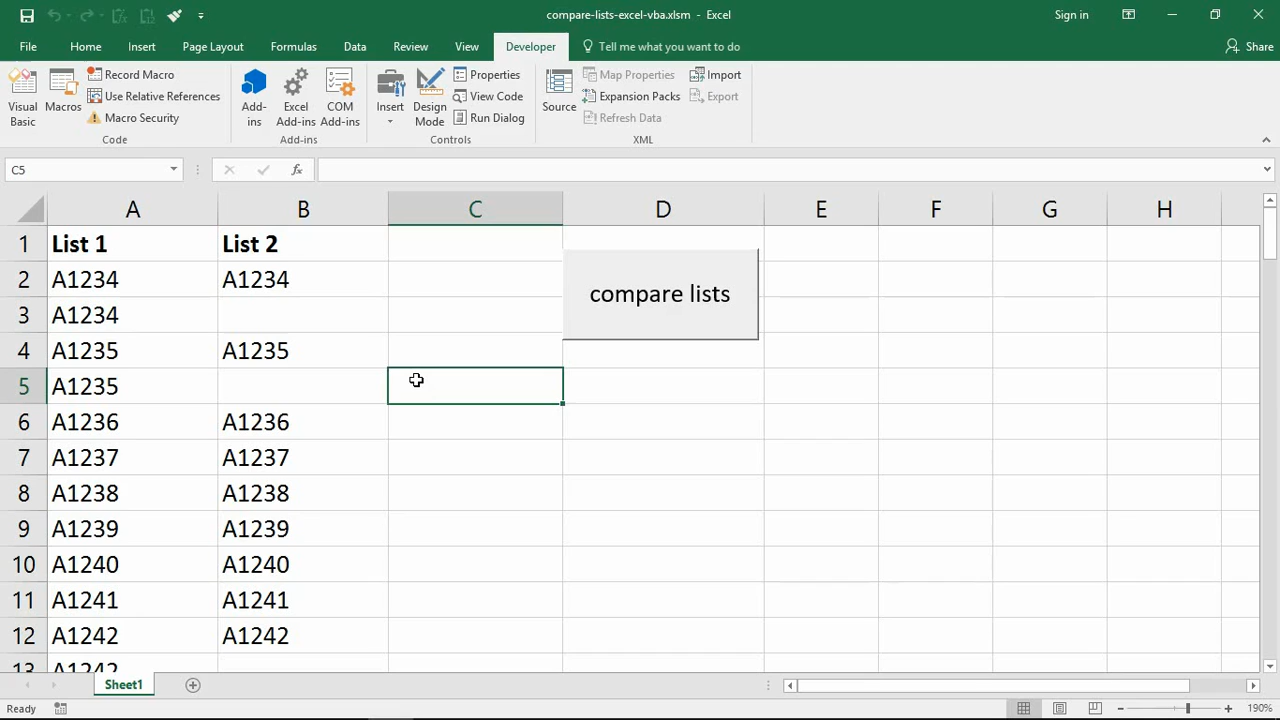 compare-lists-excel-vba.xlsm - Excel
Sign in
File Home Insert Page Layout Formulas Data Review View Developer Tell me what you want to do Share
Visual Basic
Macros
Record Macro
Use Relative References
Macro Security
Code
Add-ins
Excel Add-ins
COM Add-ins
Add-ins
Insert
Design Mode
Properties
View Code
Run Dialog
Controls
Source
Map Properties
Expansion Packs
Refresh Data
Import
Export
XML
C5 fx
A B C D E F G H
1 List 1 List 2
2 A1234 A1234
compare lists
3 A1234
4 A1235 A1235
5 A1235
6 A1236 A1236
7 A1237 A1237
8 A1238 A1238
9 A1239 A1239
10 A1240 A1240
11 A1241 A1241
12 A1242 A1242
13 A1242
Sheet1
Ready 190%